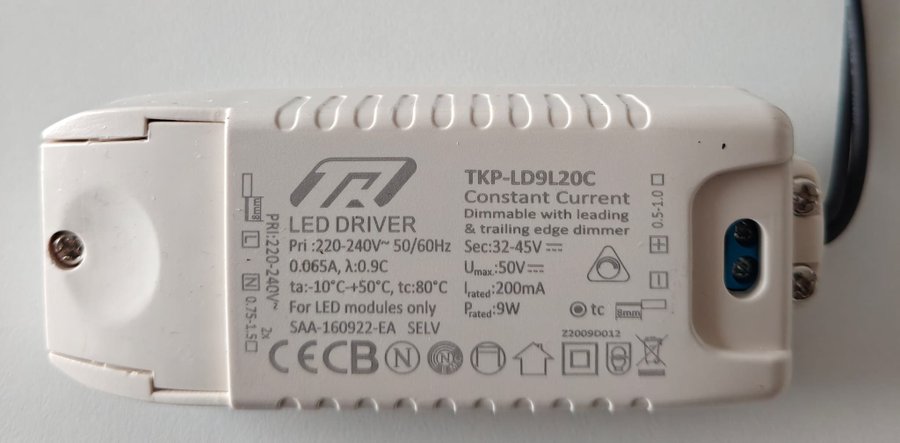 TKP-LD9L20C
Constant Current
Dimmable with leading
& trailing edge dimmer
LED DRIVER
Pri :220-240V~ 50/60Hz
0.065A, λ:0.9C
ta:-10°C-+50°C, tc:80°C
For LED modules only
SAA-160922-EA SELV
Sec:32-45V⎓
Umax.:50V⎓
Irated:200mA
Prated:9W
tc
8mm
Z2009D012
0.5-1.0
+
-
8mm
PRI:220-240V~
L
N
0.75-1.5
2x
CE CB N